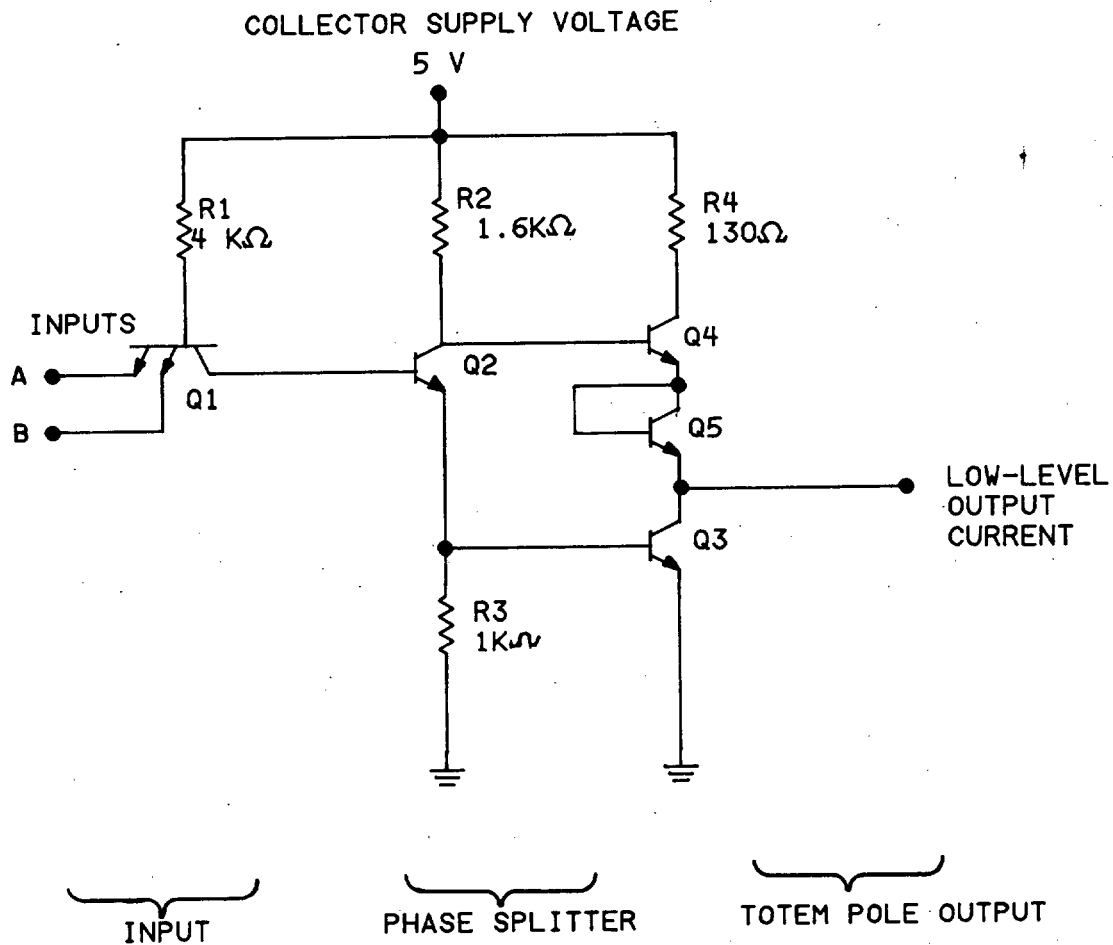 COLLECTOR SUPPLY VOLTAGE
5 V
R1
4 KΩ
R2
1.6KΩ
R4
130Ω
INPUTS
A
B
Q1
Q2
Q4
Q5
LOW-LEVEL
OUTPUT
CURRENT
Q3
R3
1KΩ
INPUT
PHASE SPLITTER
TOTEM POLE OUTPUT